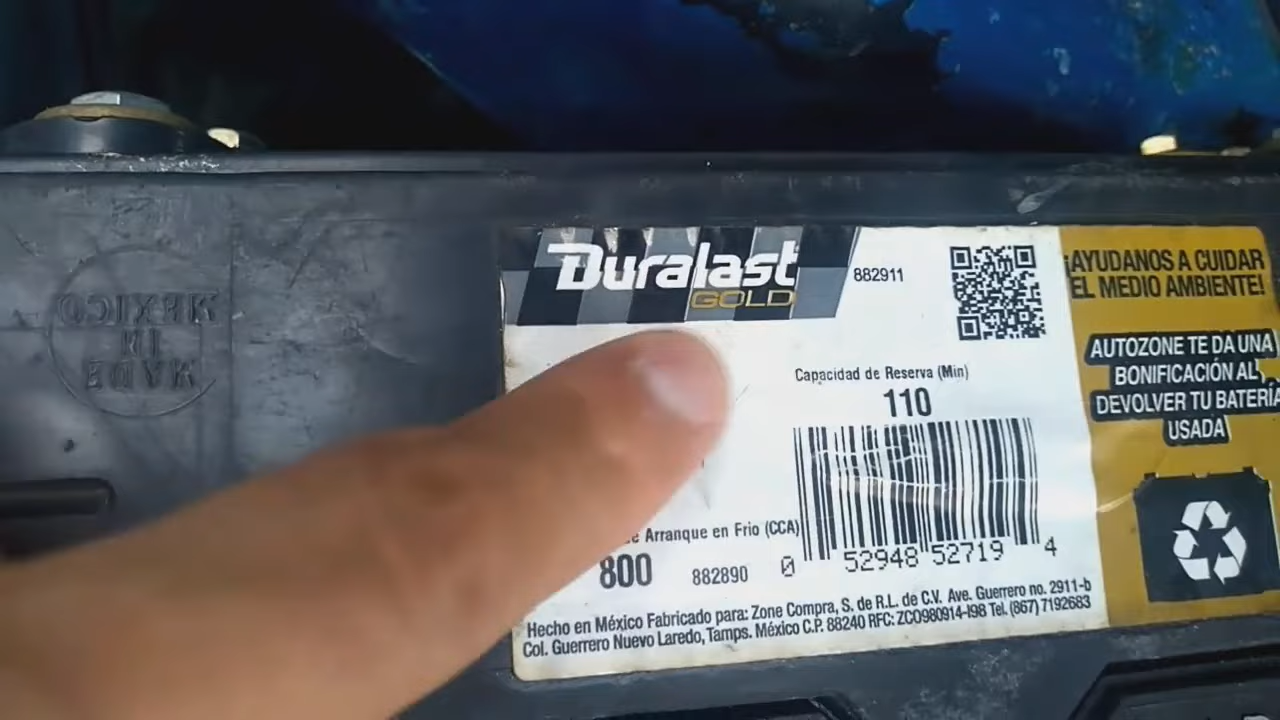 Duralast
GOLD
882911
¡AYUDANOS A CUIDAR
EL MEDIO AMBIENTE!
AUTOZONE TE DA UNA
BONIFICACIÓN AL
DEVOLVER TU BATERÍA
USADA
Capacidad de Reserva (Min)
110
Arranque en Frio (CCA)
800
882890
0 52948 52719 4
Hecho en México Fabricado para: Zone Compra, S. de R.L. de C.V. Ave. Guerrero no. 2911-b
Col. Guerrero Nuevo Laredo, Tamps. México C.P. 88240 RFC: ZCO980914-I98 Tel. (867) 7192683
MADE
IN
MEXICO